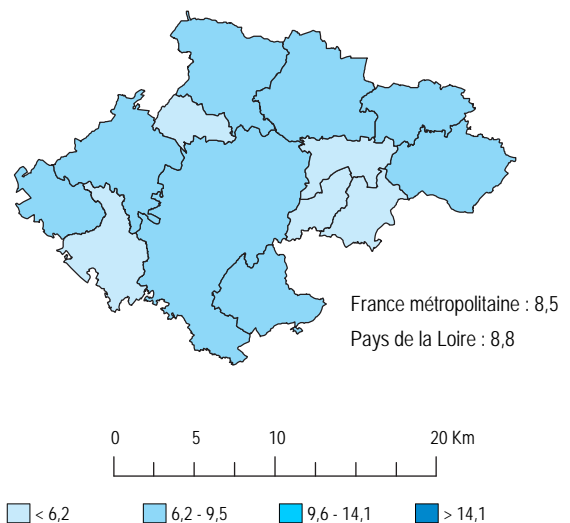 France métropolitaine : 8,5
Pays de la Loire : 8,8
0 5 10 20 Km
< 6,2 6,2 - 9,5 9,6 - 14,1 > 14,1